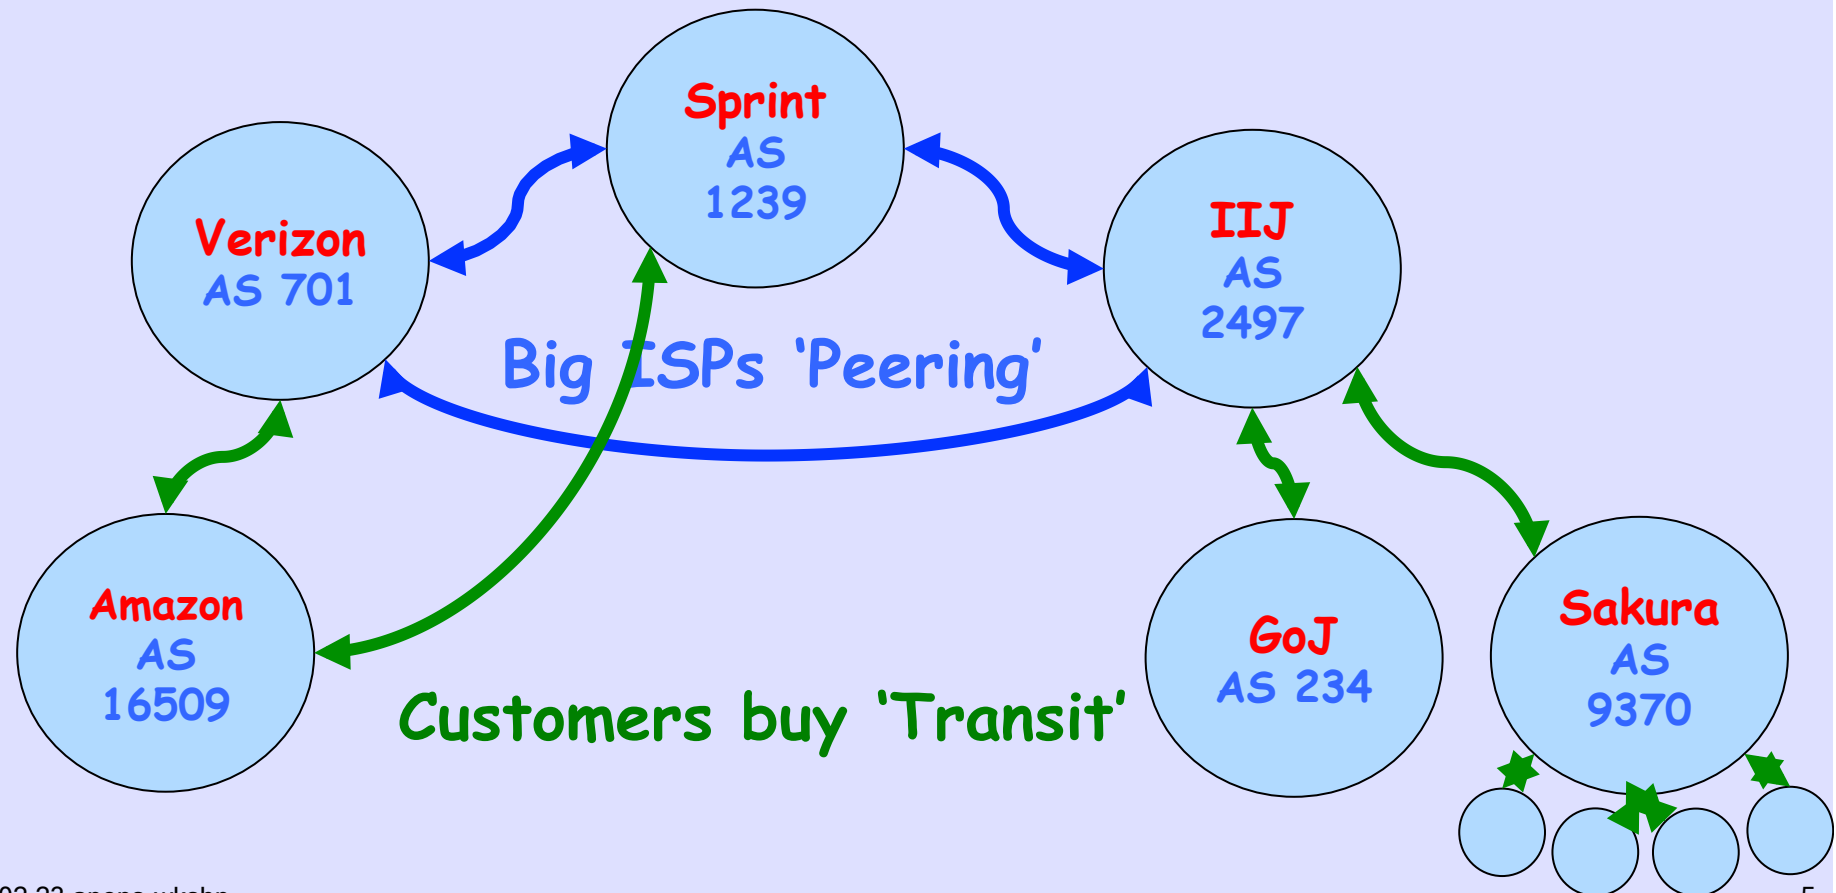 Sprint
AS
1239
Verizon
AS 701
IIJ
AS
2497
Big ISPs ‘Peering’
Amazon
AS
16509
Customers buy ‘Transit’
GoJ
AS 234
Sakura
AS
9370
5